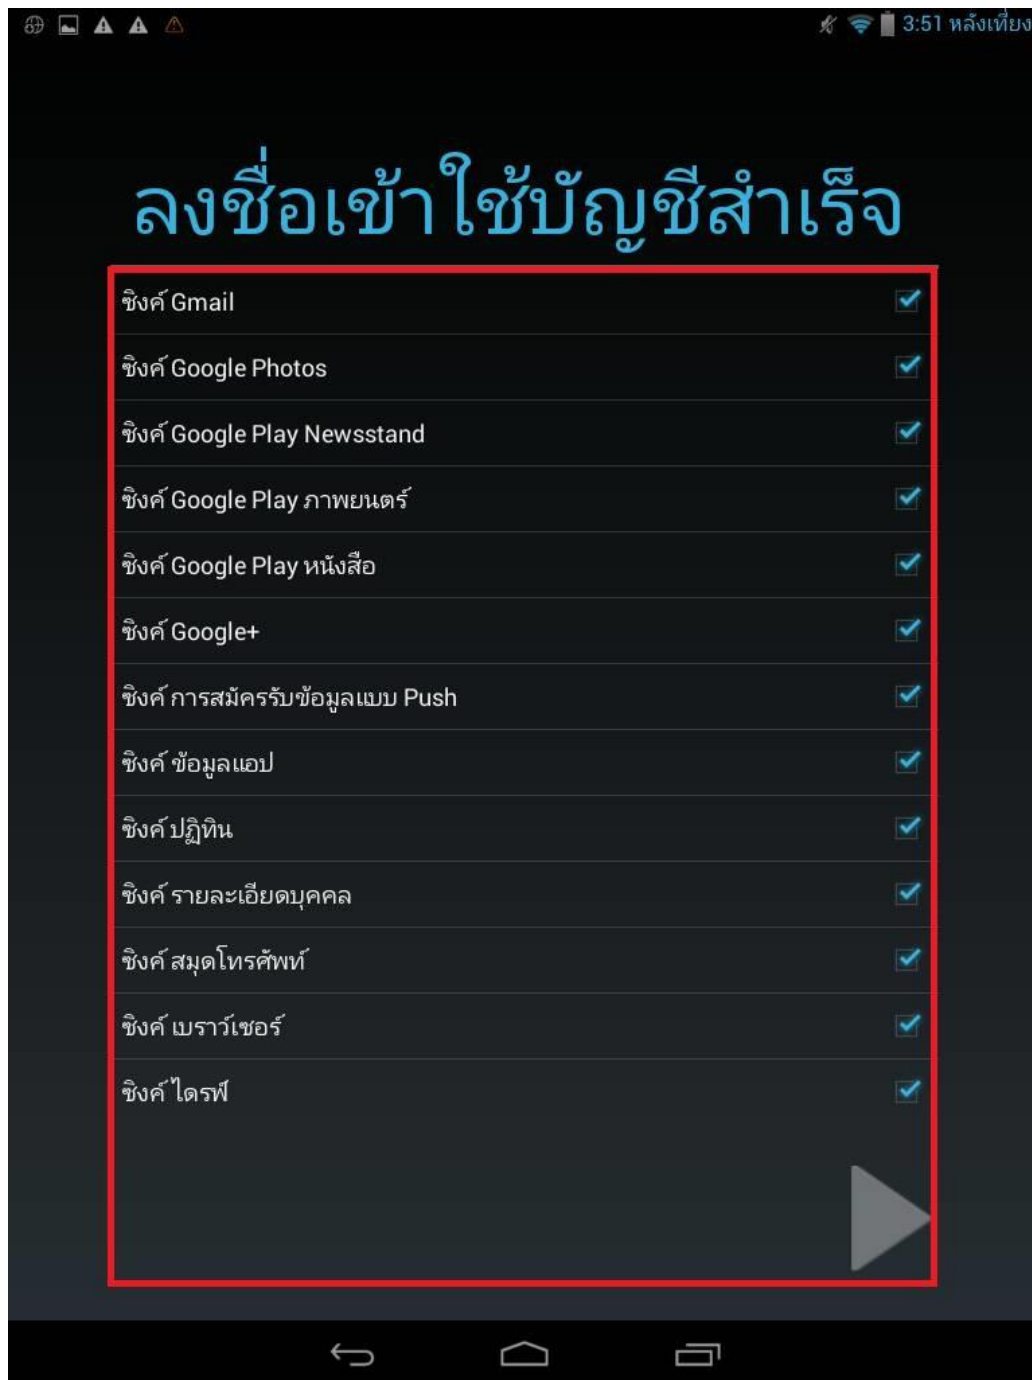 3:51 หลังเที่ยง
ลงชื่อเข้าใช้บัญชีสำเร็จ
ซิงค์ Gmail
ซิงค์ Google Photos
ซิงค์ Google Play Newsstand
ซิงค์ Google Play ภาพยนตร์
ซิงค์ Google Play หนังสือ
ซิงค์ Google+
ซิงค์ การสมัครรับข้อมูลแบบ Push
ซิงค์ ข้อมูลแอป
ซิงค์ ปฏิทิน
ซิงค์ รายละเอียดบุคคล
ซิงค์ สมุดโทรศัพท์
ซิงค์ เบราว์เซอร์
ซิงค์ ไดรฟ์